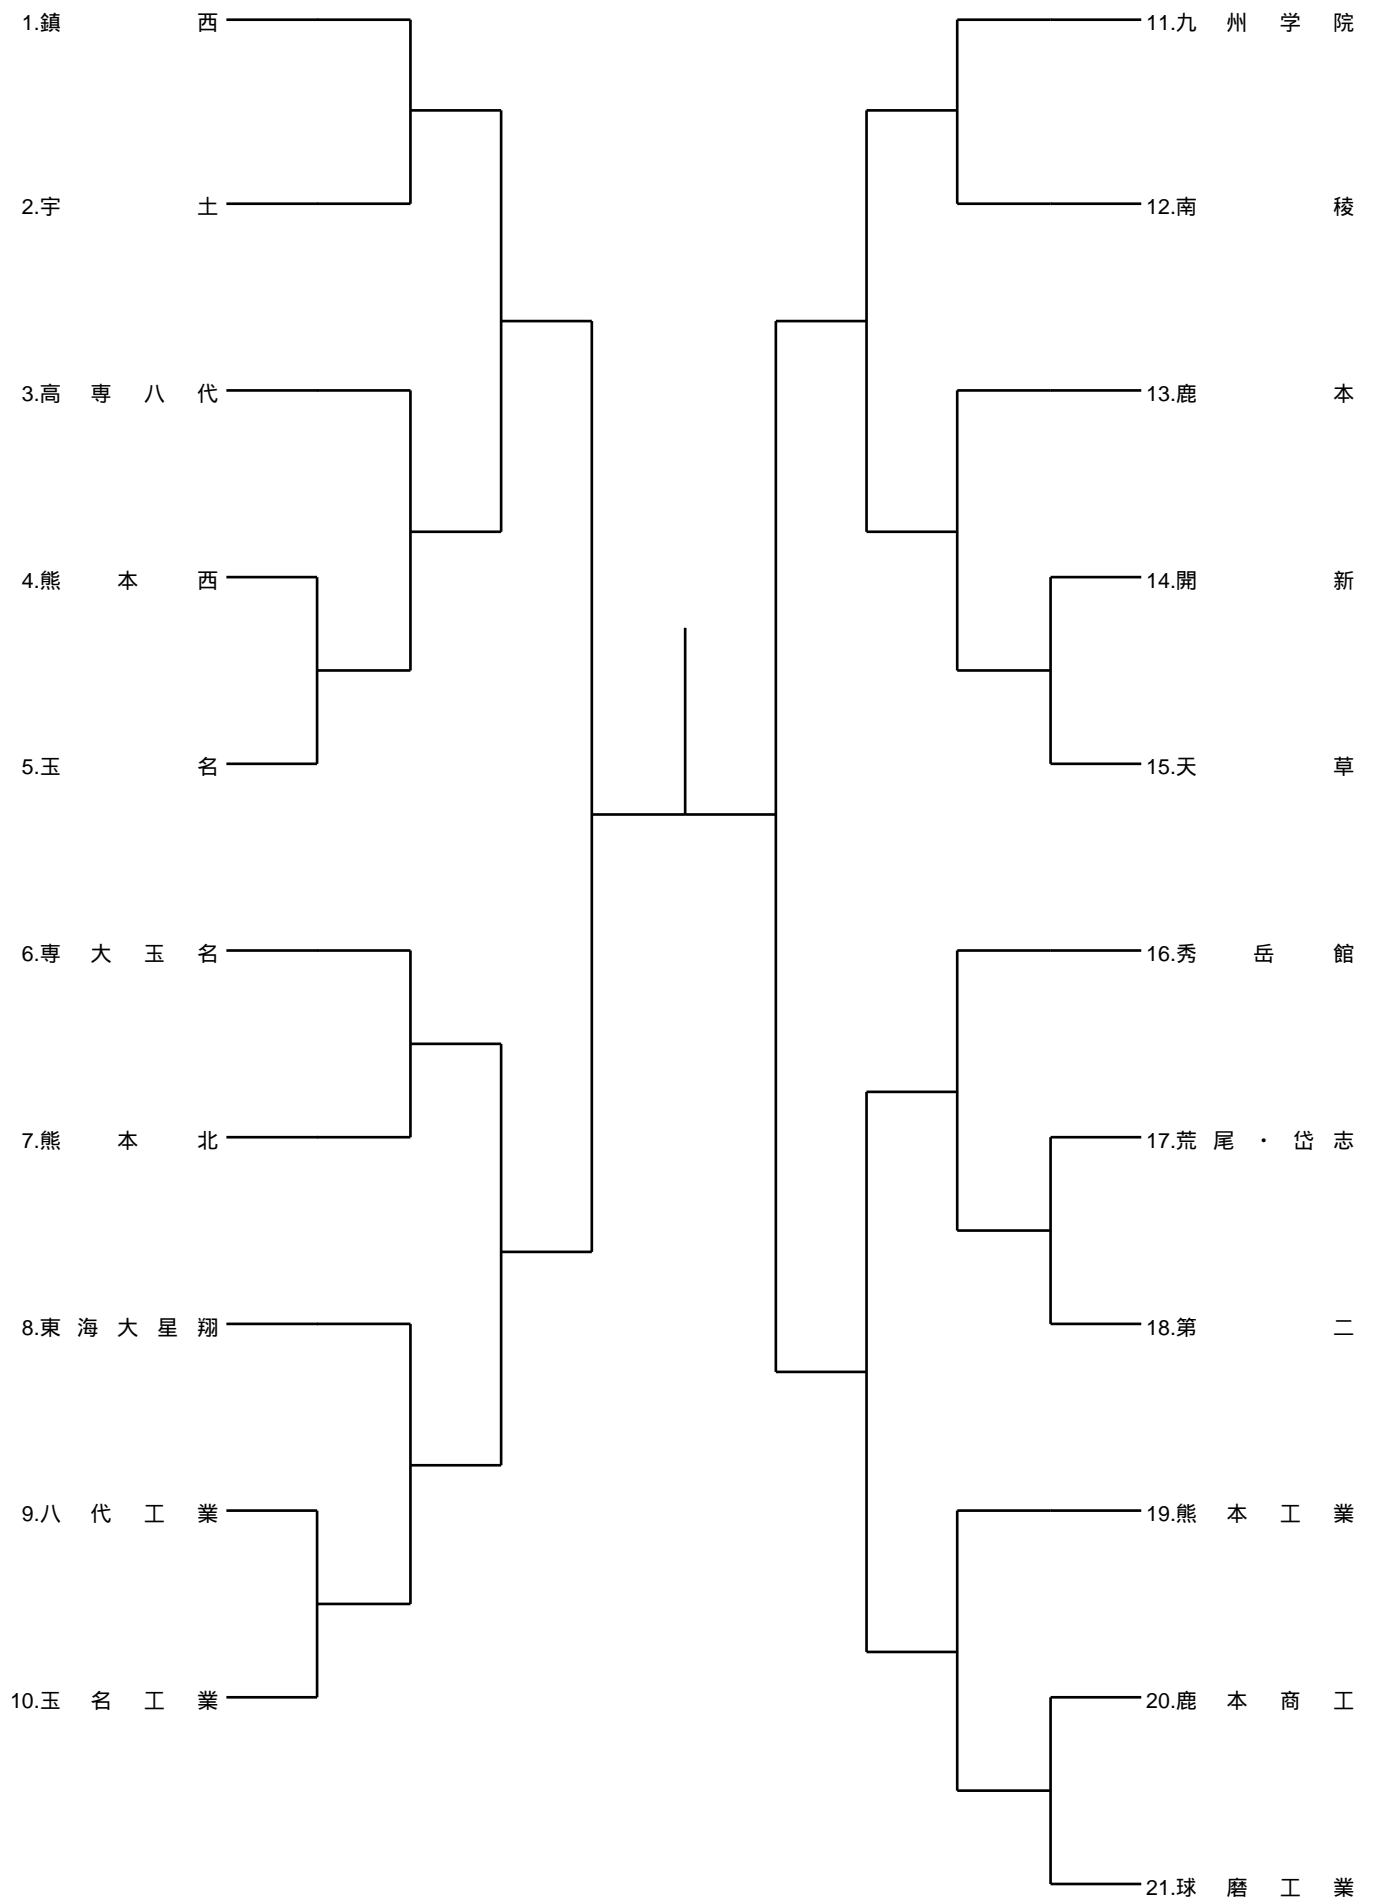 1.鎮西
2.宇土
3.高専八代
4.熊本西
5.玉名
6.専大玉名
7.熊本北
8.東海大星翔
9.八代工業
10.玉名工業
11.九州学院
12.南稜
13.鹿本
14.開新
15.天草
16.秀岳館
17.荒尾・岱志
18.第二
19.熊本工業
20.鹿本商工
21.球磨工業